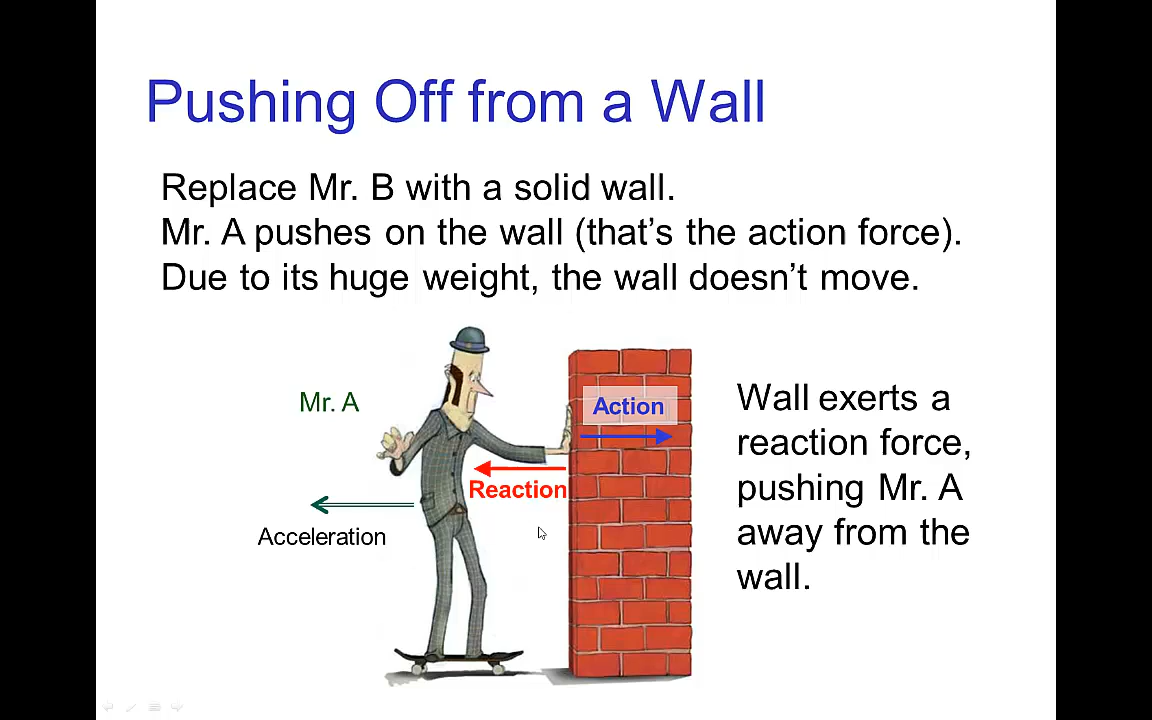 Pushing Off from a Wall
Replace Mr. B with a solid wall.
Mr. A pushes on the wall (that's the action force).
Due to its huge weight, the wall doesn't move.
Mr. A
Action
Reaction
Acceleration
Wall exerts a
reaction force,
pushing Mr. A
away from the
wall.